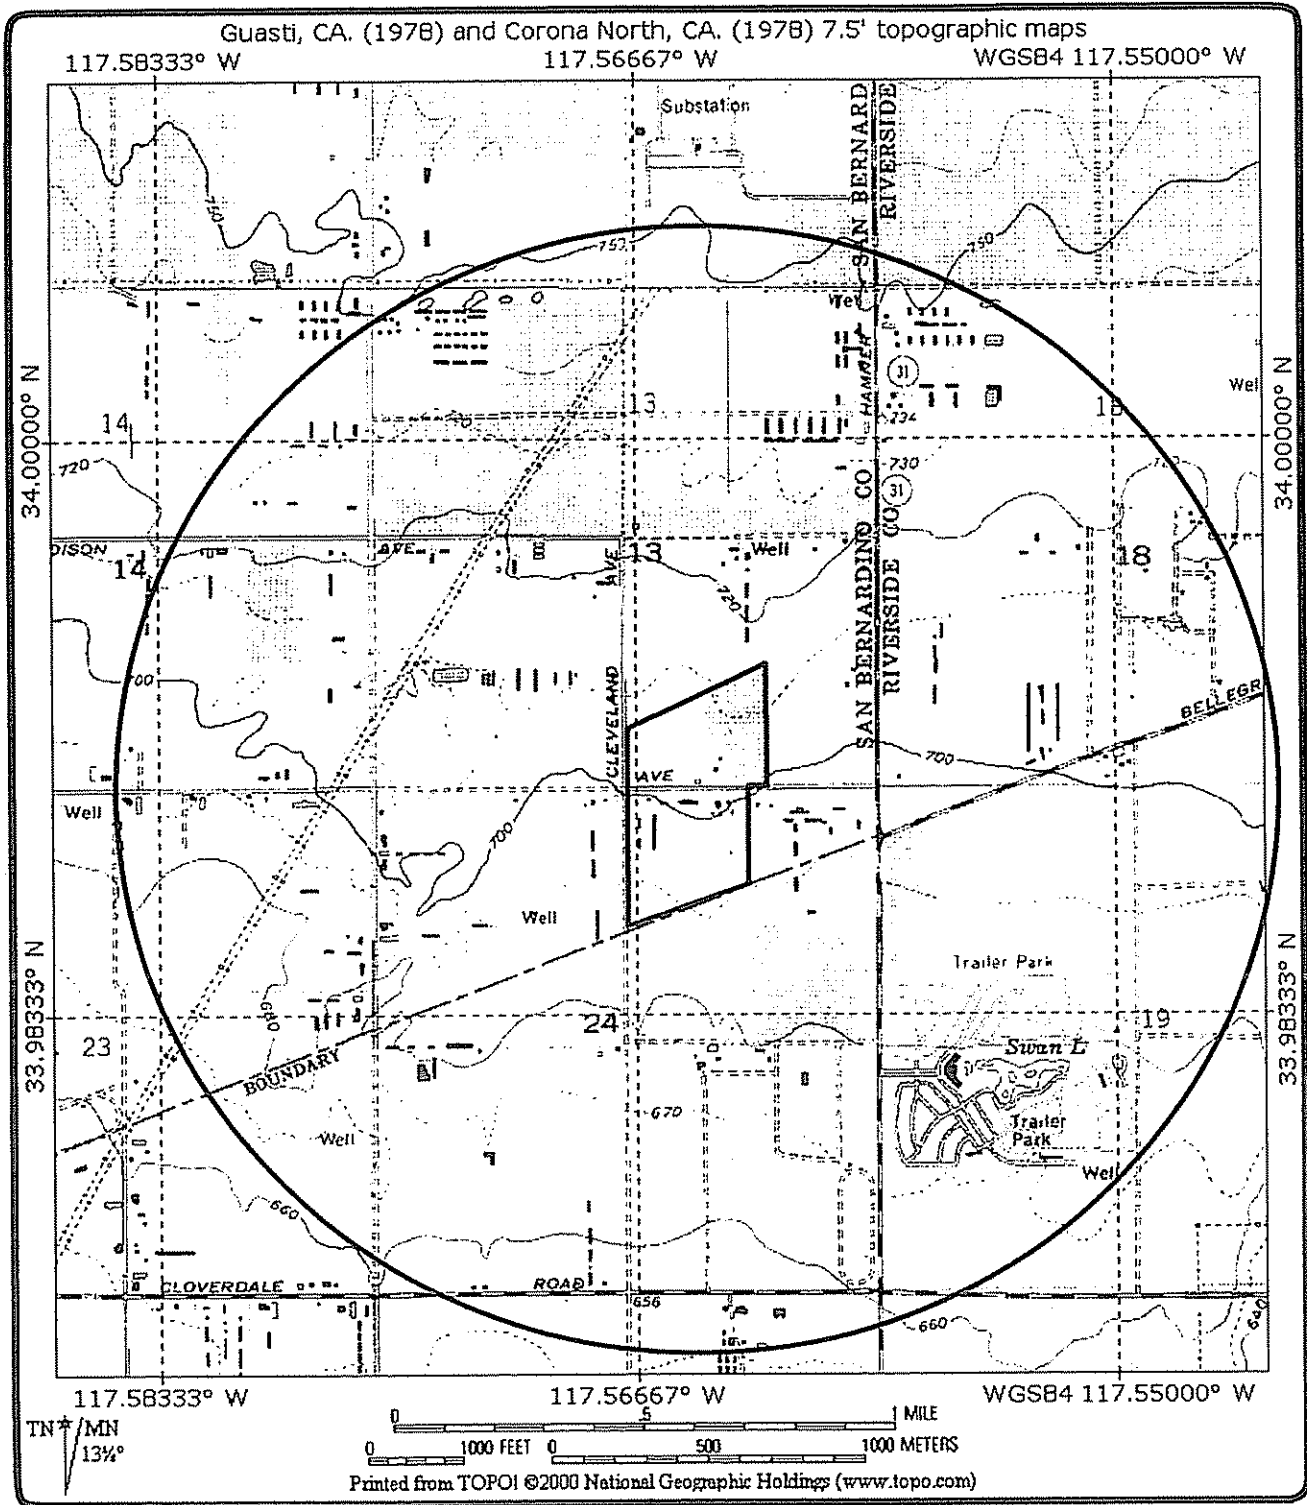 Guasti, CA. (1978) and Corona North, CA. (1978) 7.5' topographic maps
117.58333° W 117.56667° W WGS84 117.55000° W
Substation
SAN BERNARD
RIVERSIDE
750
750
Well
HAMNER
31
Wel
34.00000° N
34.00000° N
14
13
18
734
720
730
31
DISON
AVE
AVE
14
13
Well
18
720
SAN BERNARDINO CO
RIVERSIDE CO
700
CLEVELAND
BELLEGR
AVE
700
Well
700
Well
Trailer Park
33.98333° N
33.98333° N
680
23
24
19
BOUNDARY
Swan L
670
Trailer
Park
Well
Well
660
CLOVERDALE
ROAD
656
660
640
117.58333° W 117.56667° W WGS84 117.55000° W
TN MN
13½°
0 .5 1 MILE
0 1000 FEET 0 500 1000 METERS
Printed from TOPO! ©2000 National Geographic Holdings (www.topo.com)